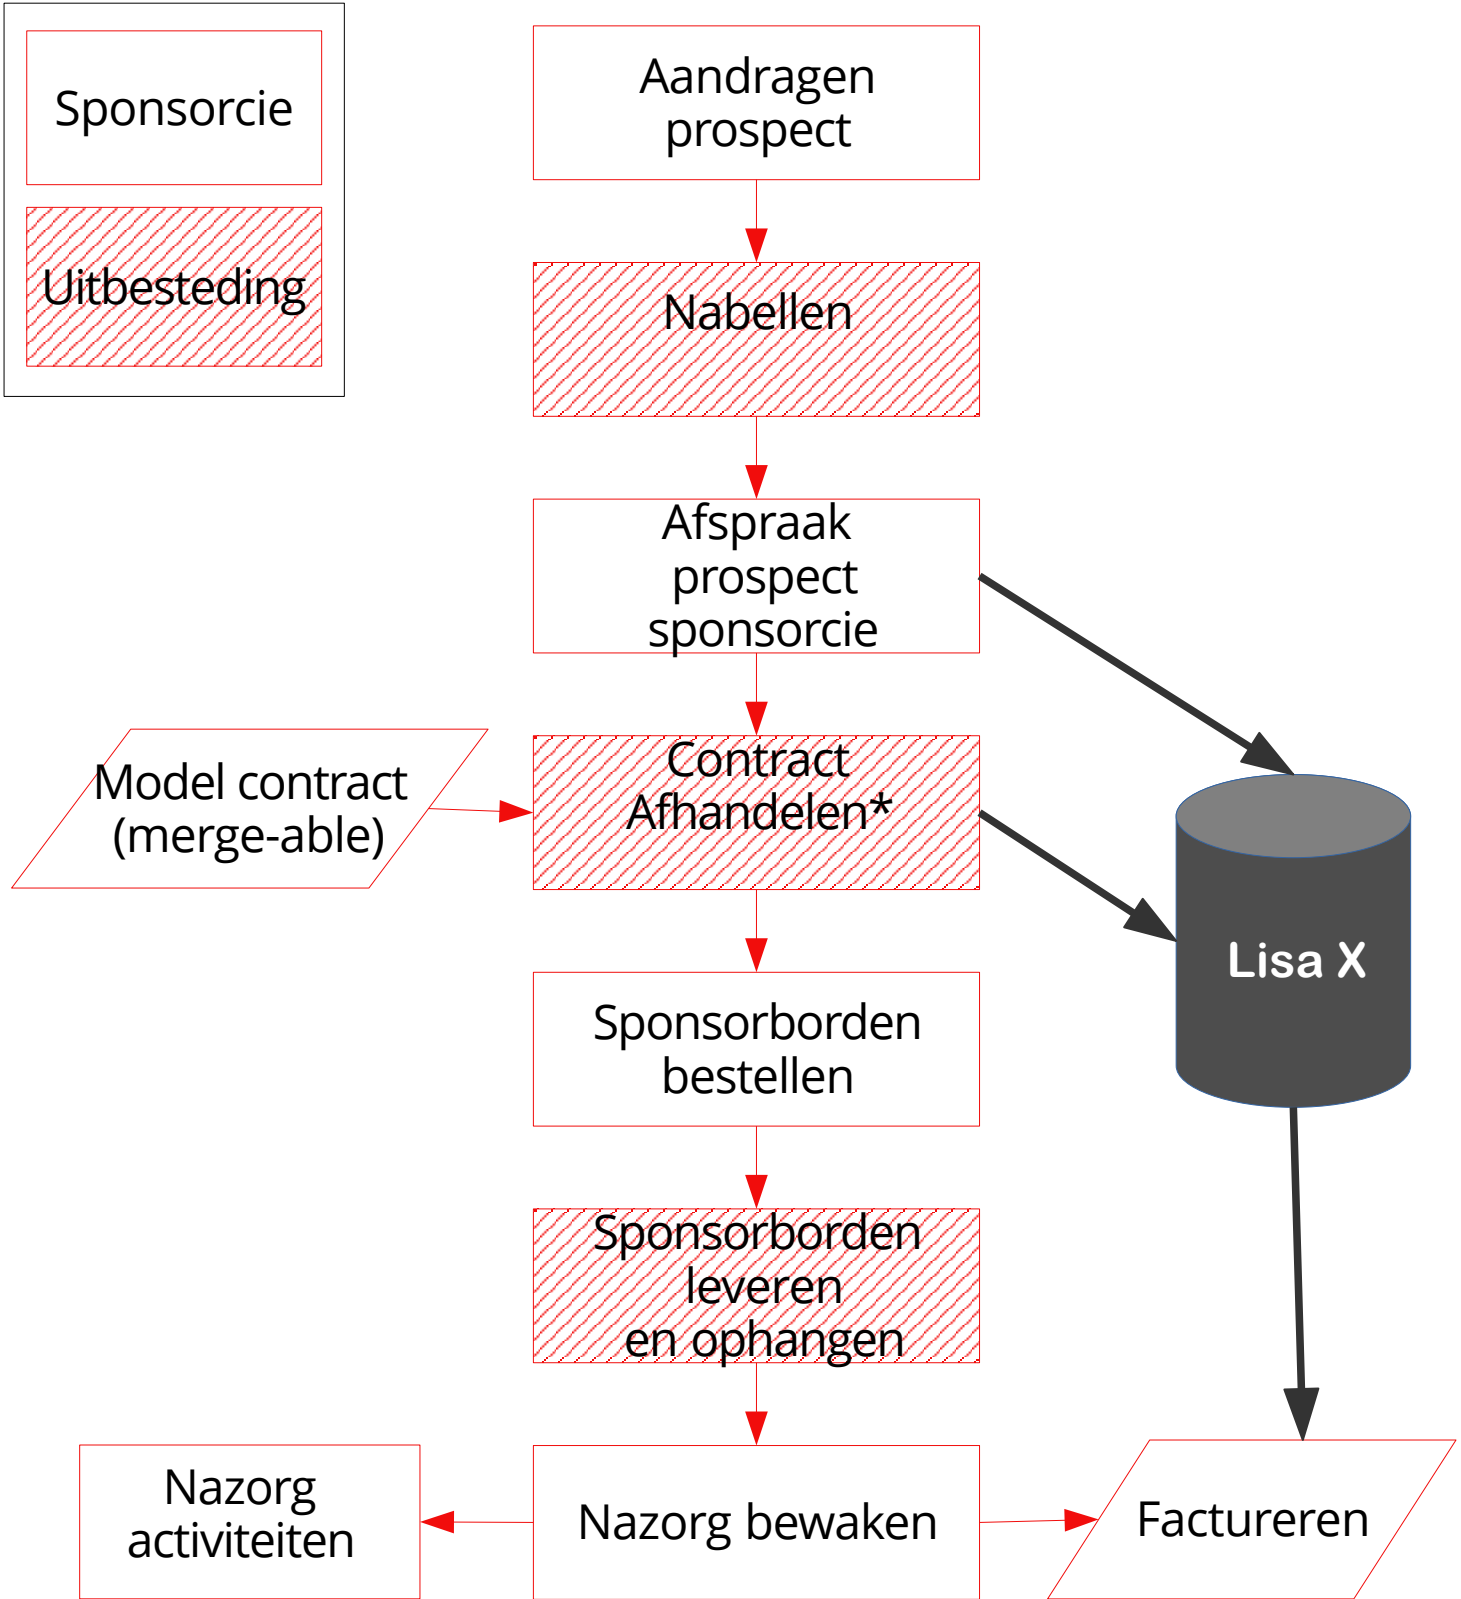 Sponsorcie
Uitbesteding
Aandragen
prospect
Nabellen
Afspraak
prospect
sponsorcie
Model contract
(merge-able)
Contract
Afhandelen*
Lisa X
Sponsorborden
bestellen
Sponsorborden
leveren
en ophangen
Nazorg
activiteiten
Nazorg bewaken
Factureren